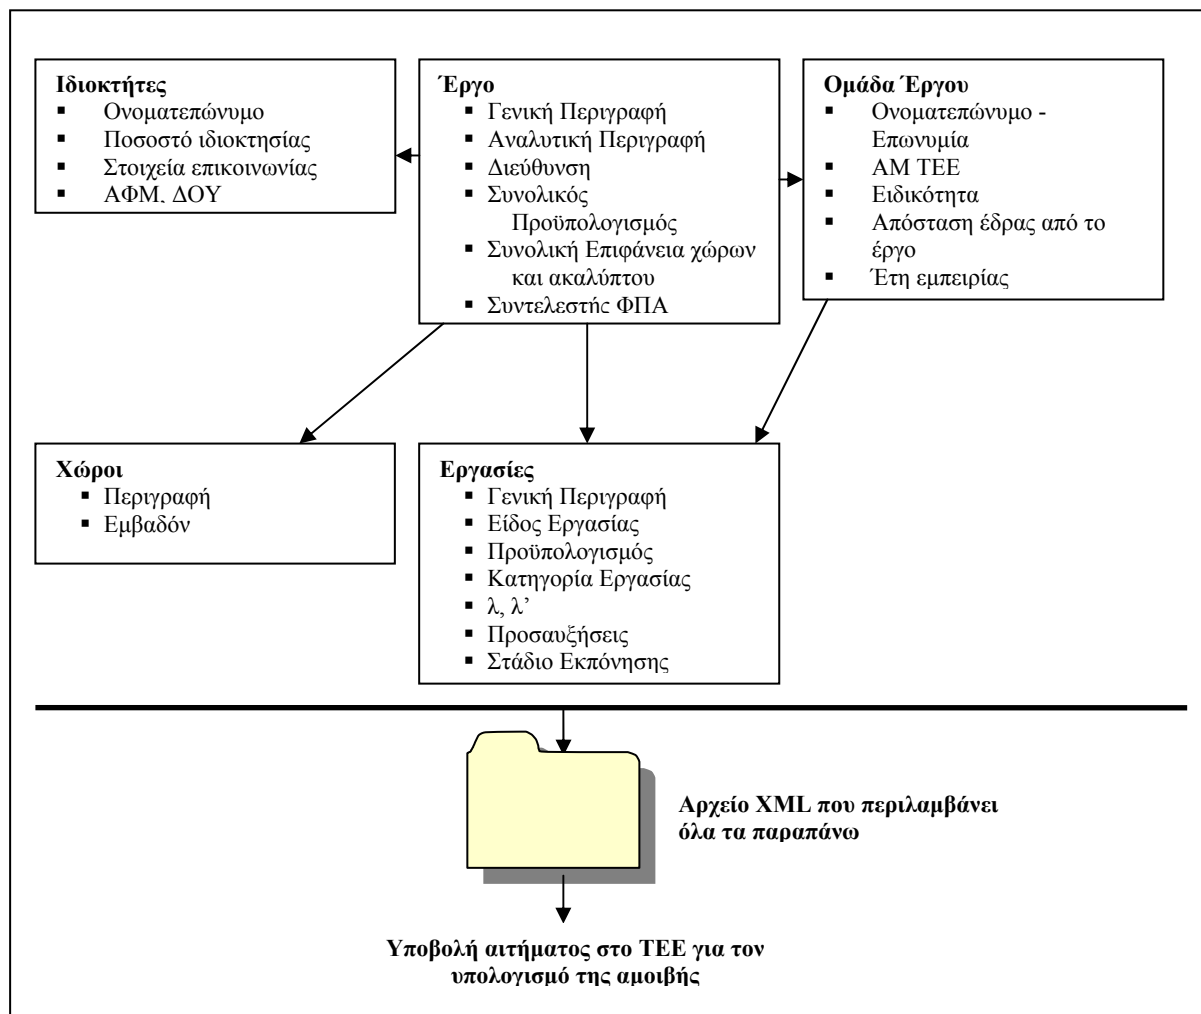 Ιδιοκτήτες
▪ Ονοματεπώνυμο
▪ Ποσοστό ιδιοκτησίας
▪ Στοιχεία επικοινωνίας
▪ ΑΦΜ, ΔΟΥ
Έργο
▪ Γενική Περιγραφή
▪ Αναλυτική Περιγραφή
▪ Διεύθυνση
▪ Συνολικός
Προϋπολογισμός
▪ Συνολική Επιφάνεια χώρων
και ακαλύπτου
▪ Συντελεστής ΦΠΑ
Ομάδα Έργου
▪ Ονοματεπώνυμο -
Επωνυμία
▪ ΑΜ ΤΕΕ
▪ Ειδικότητα
▪ Απόσταση έδρας από το
έργο
▪ Έτη εμπειρίας
Χώροι
▪ Περιγραφή
▪ Εμβαδόν
Εργασίες
▪ Γενική Περιγραφή
▪ Είδος Εργασίας
▪ Προϋπολογισμός
▪ Κατηγορία Εργασίας
▪ λ, λ’
▪ Προσαυξήσεις
▪ Στάδιο Εκπόνησης
Αρχείο XML που περιλαμβάνει
όλα τα παραπάνω
Υποβολή αιτήματος στο ΤΕΕ για τον
υπολογισμό της αμοιβής